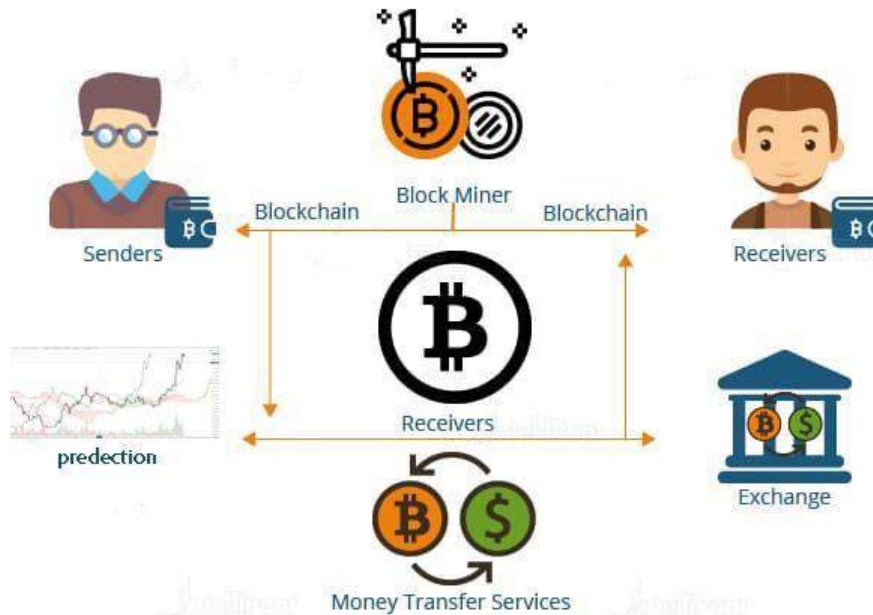 Block Miner
Blockchain
Blockchain
Senders
Receivers
Receivers
predection
Exchange
Money Transfer Services